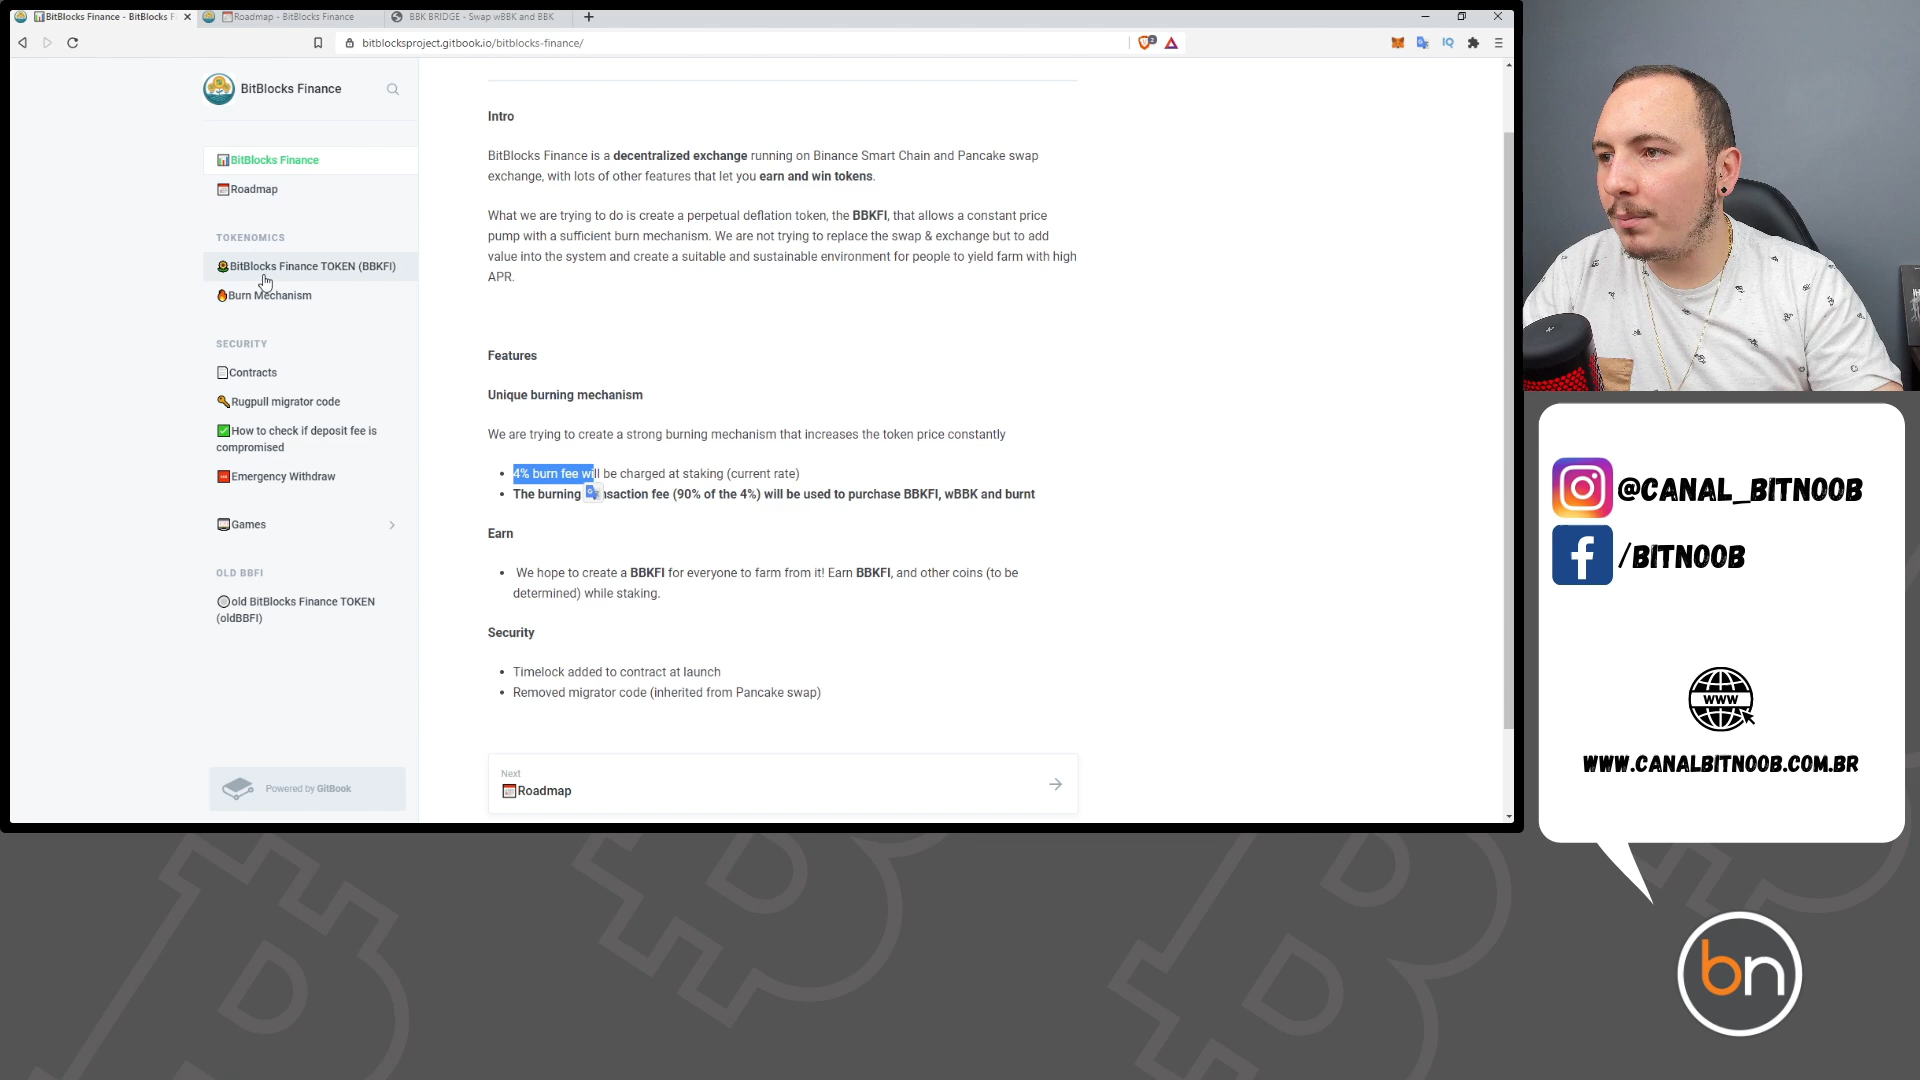 BitBlocks Finance - BitBlocks F
Roadmap - BitBlocks Finance
BBK BRIDGE - Swap wBBK and BBK
bitblocksproject.gitbook.io/bitblocks-finance/
2
IQ
BitBlocks Finance
BitBlocks Finance
Roadmap
TOKENOMICS
BitBlocks Finance TOKEN (BBKFI)
Burn Mechanism
SECURITY
Contracts
Rugpull migrator code
How to check if deposit fee is
compromised
Emergency Withdraw
Games
OLD BBFI
old BitBlocks Finance TOKEN
(oldBBFI)
Powered by GitBook
Intro
BitBlocks Finance is a decentralized exchange running on Binance Smart Chain and Pancake swap
exchange, with lots of other features that let you earn and win tokens.
What we are trying to do is create a perpetual deflation token, the BBKFI, that allows a constant price
pump with a sufficient burn mechanism. We are not trying to replace the swap & exchange but to add
value into the system and create a suitable and sustainable environment for people to yield farm with high
APR.
Features
Unique burning mechanism
We are trying to create a strong burning mechanism that increases the token price constantly
• 4% burn fee will be charged at staking (current rate)
• The burning nsaction fee (90% of the 4%) will be used to purchase BBKFI, wBBK and burnt
Earn
• We hope to create a BBKFI for everyone to farm from it! Earn BBKFI, and other coins (to be
determined) while staking.
Security
• Timelock added to contract at launch
• Removed migrator code (inherited from Pancake swap)
Next
Roadmap
@CANAL_BITNOOB
/BITNOOB
WWW
WWW.CANALBITNOOB.COM.BR
bn